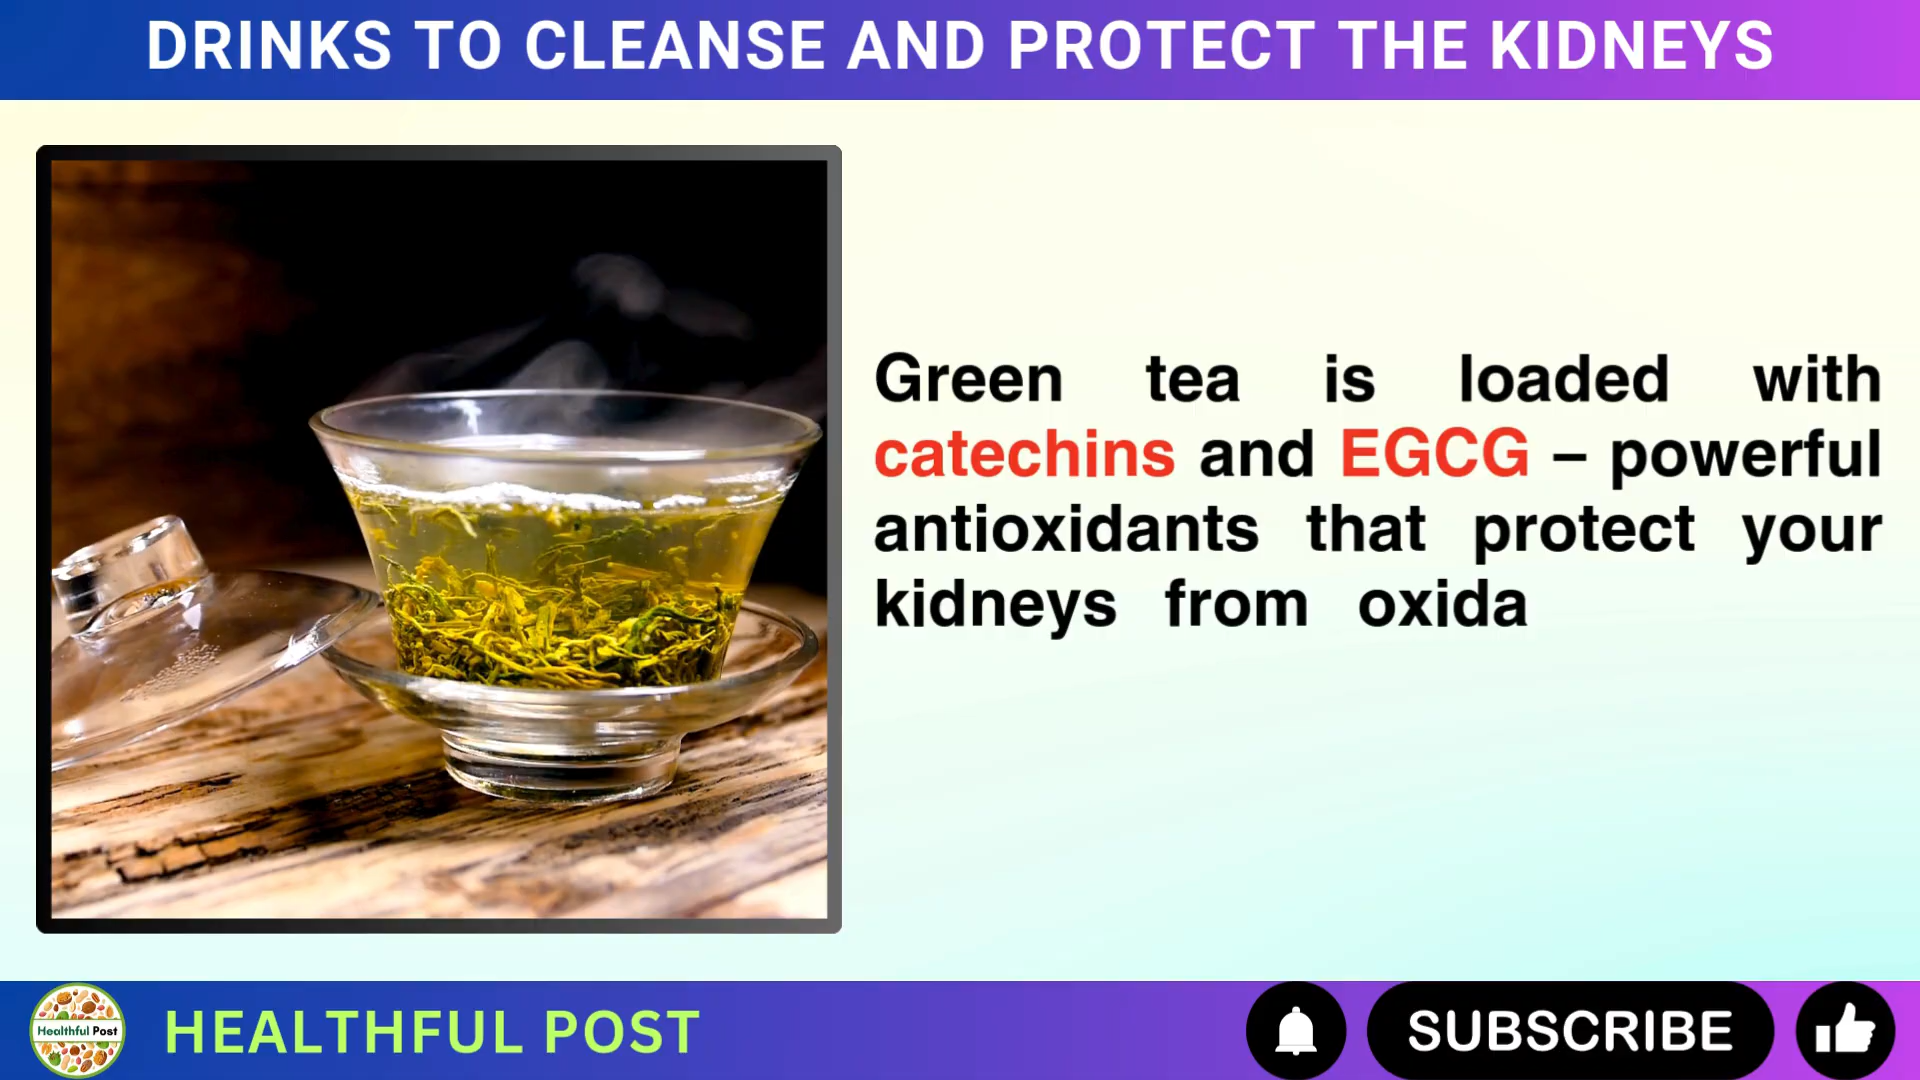 DRINKS TO CLEANSE AND PROTECT THE KIDNEYS
Green tea is loaded with
catechins and EGCG – powerful
antioxidants that protect your
kidneys from oxida
Healthful Post
HEALTHFUL POST
SUBSCRIBE